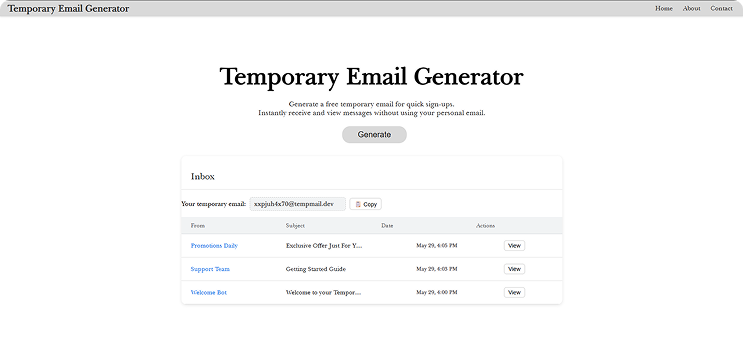 Temporary Email Generator Home About Contact
Temporary Email Generator
Generate a free temporary email for quick sign-ups.
Instantly receive and view messages without using your personal email.
Generate
Inbox
Your temporary email: xxpjuh4x70@tempmail.dev Copy
From Subject Date Actions
Promotions Daily Exclusive Offer Just For Y... May 29, 4:05 PM View
Support Team Getting Started Guide May 29, 4:03 PM View
Welcome Bot Welcome to your Tempor... May 29, 4:00 PM View